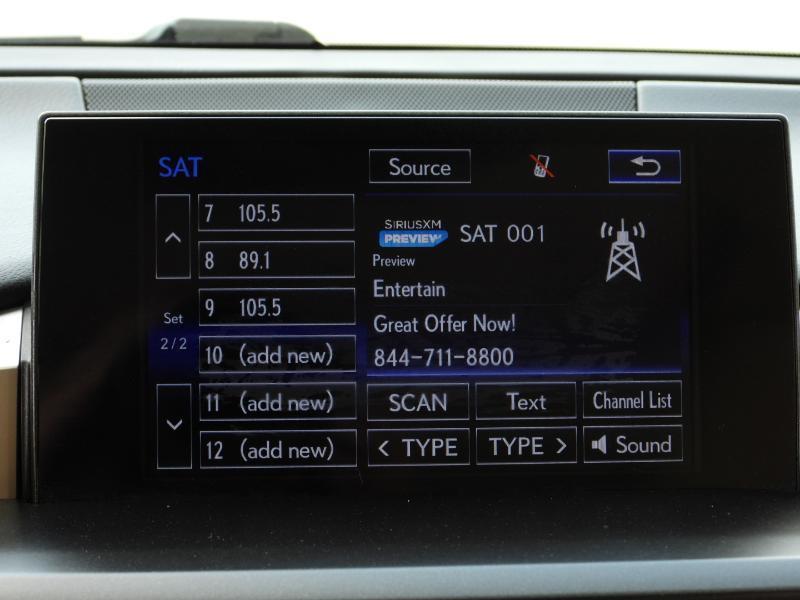 SAT
Source
7 105.5
8 89.1
9 105.5
Set
2/2
10 (add new)
11 (add new)
12 (add new)
SIRIUSXM
PREVIEW
SAT 001
Preview
Entertain
Great Offer Now!
844-711-8800
SCAN
Text
Channel List
< TYPE
TYPE >
Sound